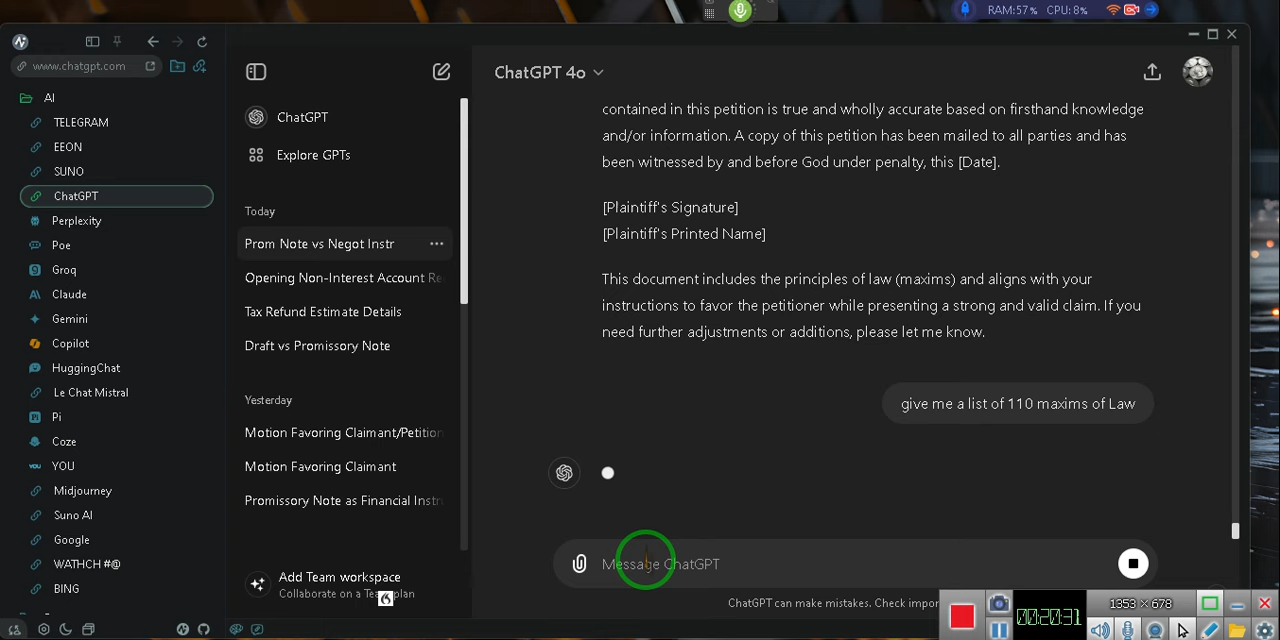 RAM:57% CPU: 8%
www.chatgpt.com
AI
TELEGRAM
EEON
SUNO
ChatGPT
Perplexity
Poe
Groq
Claude
Gemini
Copilot
HuggingChat
Le Chat Mistral
Pi
Coze
YOU
Midjourney
Suno AI
Google
WATHCH #@
BING
ChatGPT
Explore GPTs
Today
Prom Note vs Negot Instr
Opening Non-Interest Account Re
Tax Refund Estimate Details
Draft vs Promissory Note
Yesterday
Motion Favoring Claimant/Petition
Motion Favoring Claimant
Promissory Note as Financial Instr
Add Team workspace
Collaborate on a Team plan
ChatGPT 4o
contained in this petition is true and wholly accurate based on firsthand knowledge
and/or information. A copy of this petition has been mailed to all parties and has
been witnessed by and before God under penalty, this [Date].
[Plaintiff's Signature]
[Plaintiff's Printed Name]
This document includes the principles of law (maxims) and aligns with your
instructions to favor the petitioner while presenting a strong and valid claim. If you
need further adjustments or additions, please let me know.
give me a list of 110 maxims of Law
Message ChatGPT
ChatGPT can make mistakes. Check impor
00:20:31
1353 × 678